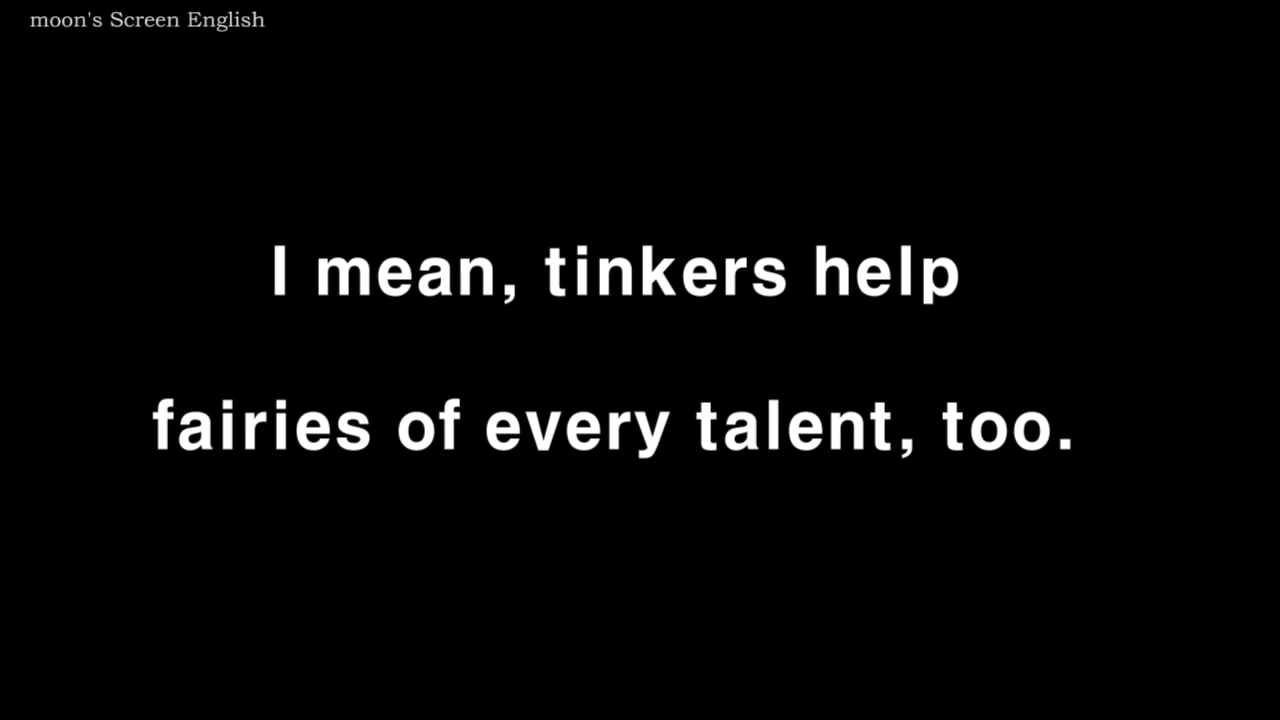 moon's Screen English
I mean, tinkers help
fairies of every talent, too.